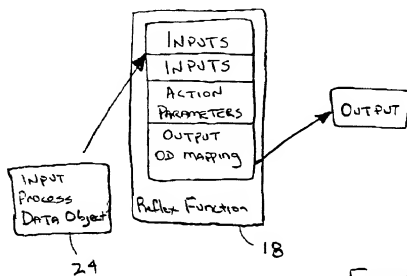 INPUTS
INPUTS
ACTION
PARAMETERS
OUTPUT
OD MAPPING
Reflex Function
18
OUTPUT
INPUT
Process
DATA Object
24